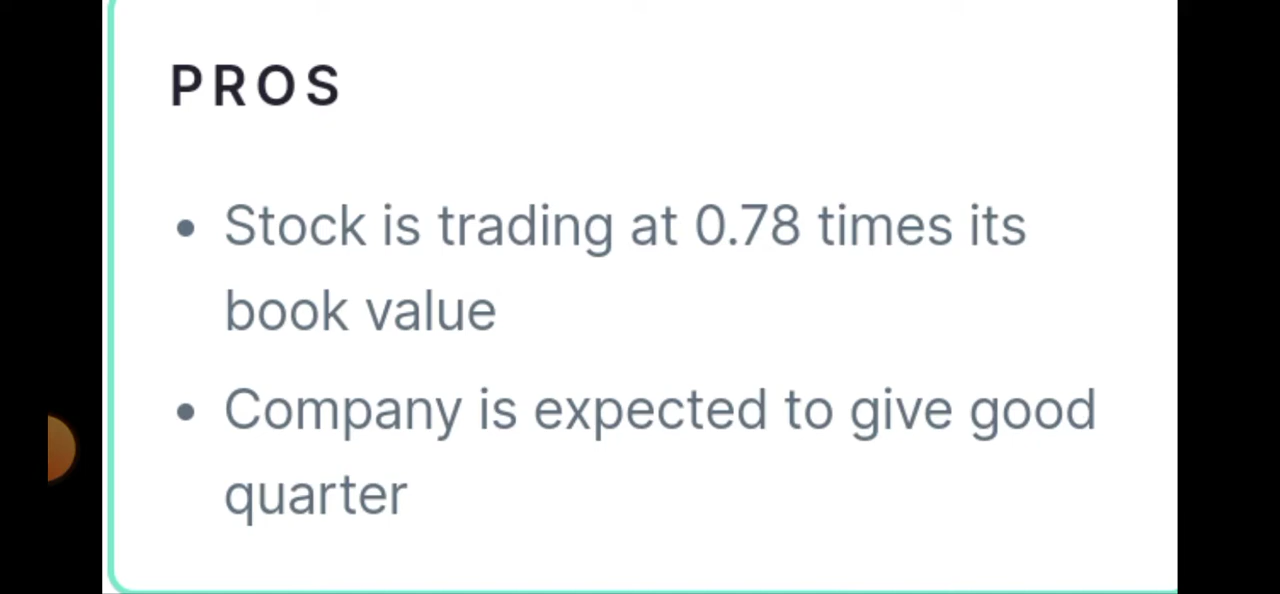 PROS
Stock is trading at 0.78 times its
book value
Company is expected to give good
quarter